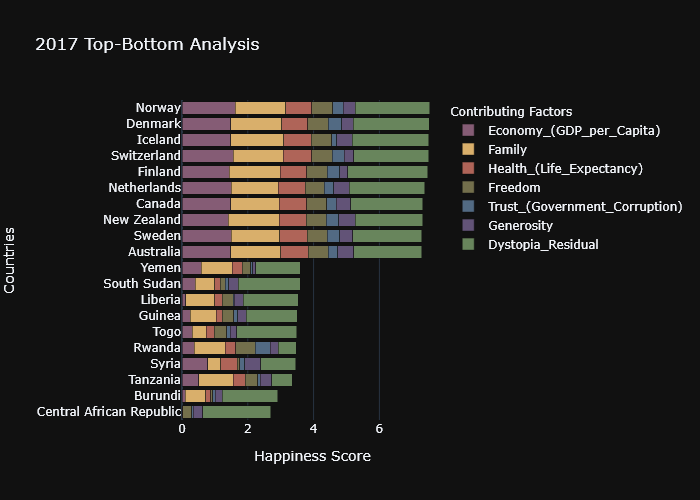 2017 Top-Bottom Analysis
Contributing Factors
Economy_(GDP_per_Capita)
Family
Health_(Life_Expectancy)
Freedom
Trust_(Government_Corruption)
Generosity
Dystopia_Residual
Countries
Norway
Denmark
Iceland
Switzerland
Finland
Netherlands
Canada
New Zealand
Sweden
Australia
Yemen
South Sudan
Liberia
Guinea
Togo
Rwanda
Syria
Tanzania
Burundi
Central African Republic
0 2 4 6
Happiness Score